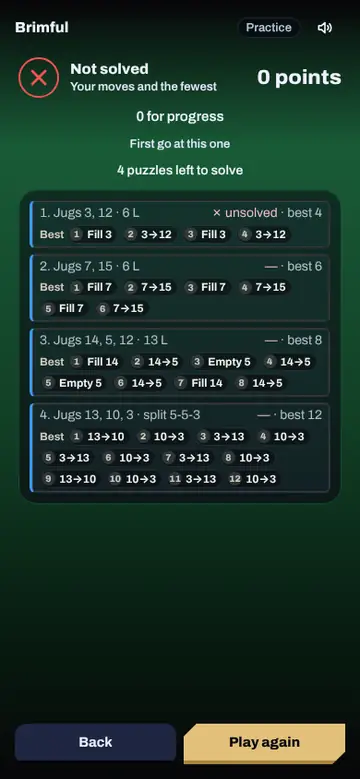 Brimful
Practice
Not solved
Your moves and the fewest
0 points
0 for progress
First go at this one
4 puzzles left to solve
1. Jugs 3, 12 · 6 L × unsolved · best 4
Best 1 Fill 3 2 3→12 3 Fill 3 4 3→12
2. Jugs 7, 15 · 6 L — · best 6
Best 1 Fill 7 2 7→15 3 Fill 7 4 7→15
5 Fill 7 6 7→15
3. Jugs 14, 5, 12 · 13 L — · best 8
Best 1 Fill 14 2 14→5 3 Empty 5 4 14→5
5 Empty 5 6 14→5 7 Fill 14 8 14→5
4. Jugs 13, 10, 3 · split 5-5-3 — · best 12
Best 1 13→10 2 10→3 3 3→13 4 10→3
5 3→13 6 10→3 7 3→13 8 10→3
9 13→10 10 10→3 11 3→13 12 10→3
Back
Play again